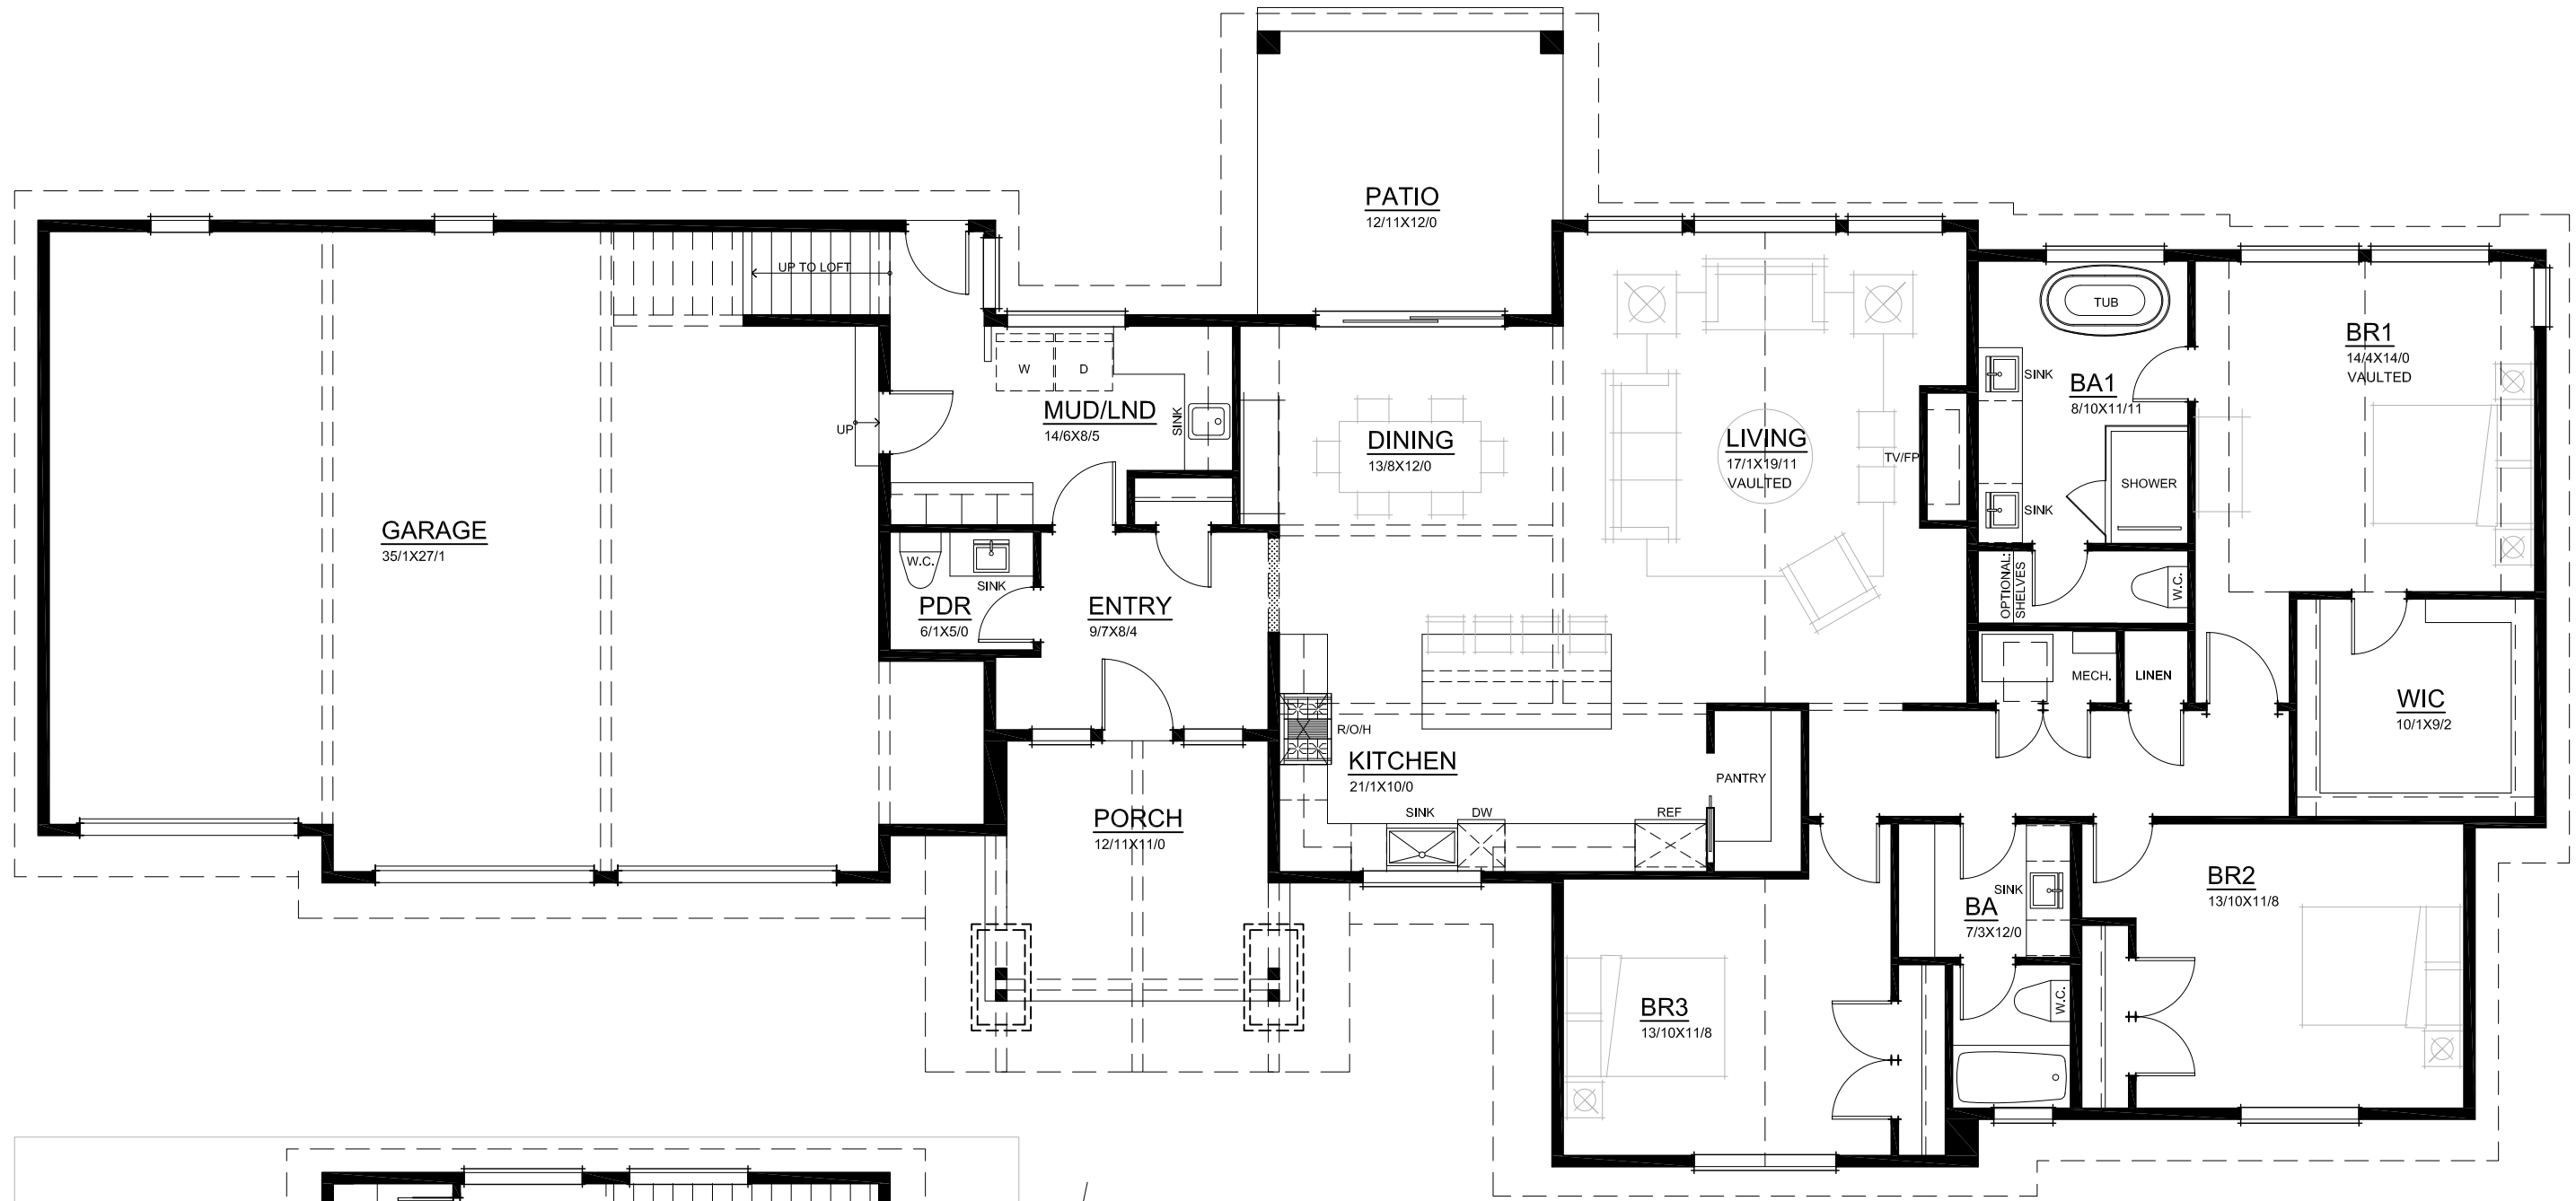 PATIO
12/11X12/0
UP TO LOFT
TUB
BR1
14/4X14/0
VAULTED
W
D
SINK
BA1
8/10X11/11
MUD/LND
14/6X8/5
SINK
UP
DINING
13/8X12/0
LIVING
17/1X19/11
VAULTED
TV/FP
SHOWER
SINK
GARAGE
35/1X27/1
W.C.
SINK
PDR
6/1X5/0
ENTRY
9/7X8/4
OPTIONAL:
SHELVES
W.C.
MECH.
LINEN
WIC
10/1X9/2
R/O/H
KITCHEN
21/1X10/0
PANTRY
SINK
DW
REF
PORCH
12/11X11/0
BR2
13/10X11/8
SINK
BA
7/3X12/0
W.C.
BR3
13/10X11/8